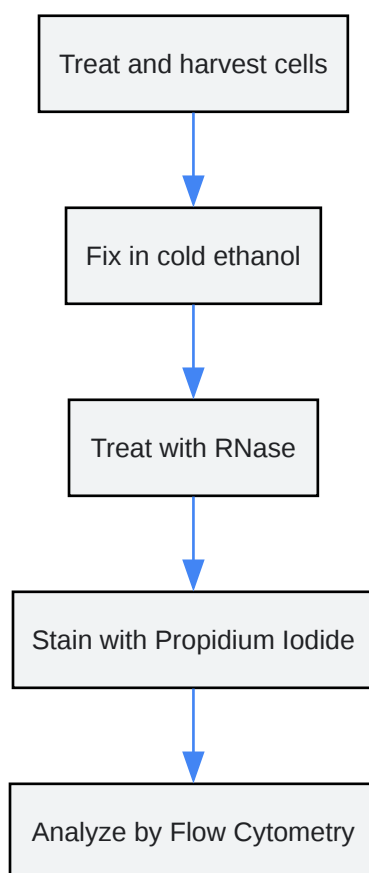 Treat and harvest cells
Fix in cold ethanol
Treat with RNase
Stain with Propidium Iodide
Analyze by Flow Cytometry